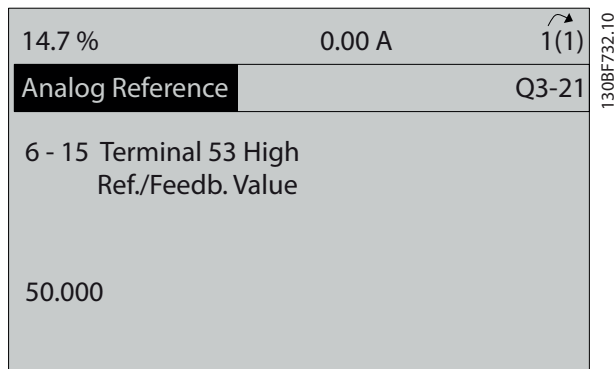 14.7 % 0.00 A 1(1)
Analog Reference Q3-21
6 - 15 Terminal 53 High
Ref./Feedb. Value
50.000
130BF732.10